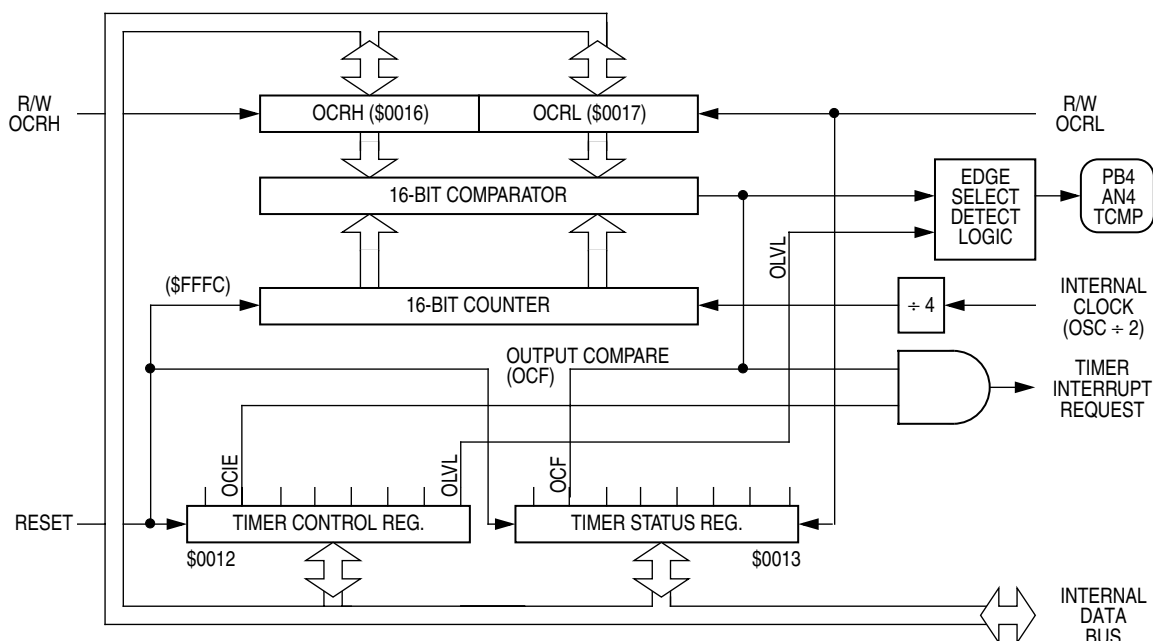 R/W
OCRH
OCRH ($0016)
OCRL ($0017)
R/W
OCRL
16-BIT COMPARATOR
EDGE
SELECT
DETECT
LOGIC
PB4
AN4
TCMP
OLVL
($FFFC)
16-BIT COUNTER
÷ 4
INTERNAL
CLOCK
(OSC ÷ 2)
OUTPUT COMPARE
(OCF)
TIMER
INTERRUPT
REQUEST
OCIE
OLVL
OCF
RESET
TIMER CONTROL REG.
TIMER STATUS REG.
$0012
$0013
INTERNAL
DATA
BUS